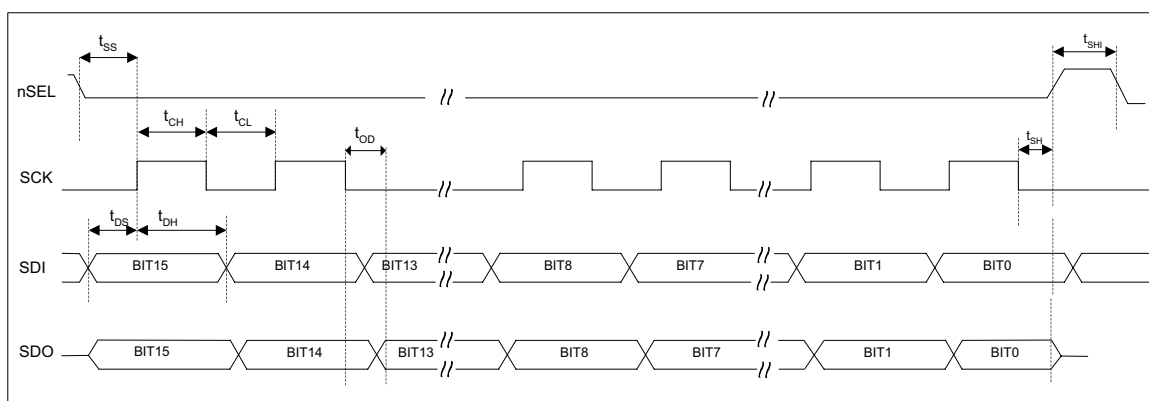 tSS
tSHI
nSEL
tCH tCL tOD tSH
SCK
tDS tDH
SDI BIT15 BIT14 BIT13 BIT8 BIT7 BIT1 BIT0
SDO BIT15 BIT14 BIT13 BIT8 BIT7 BIT1 BIT0